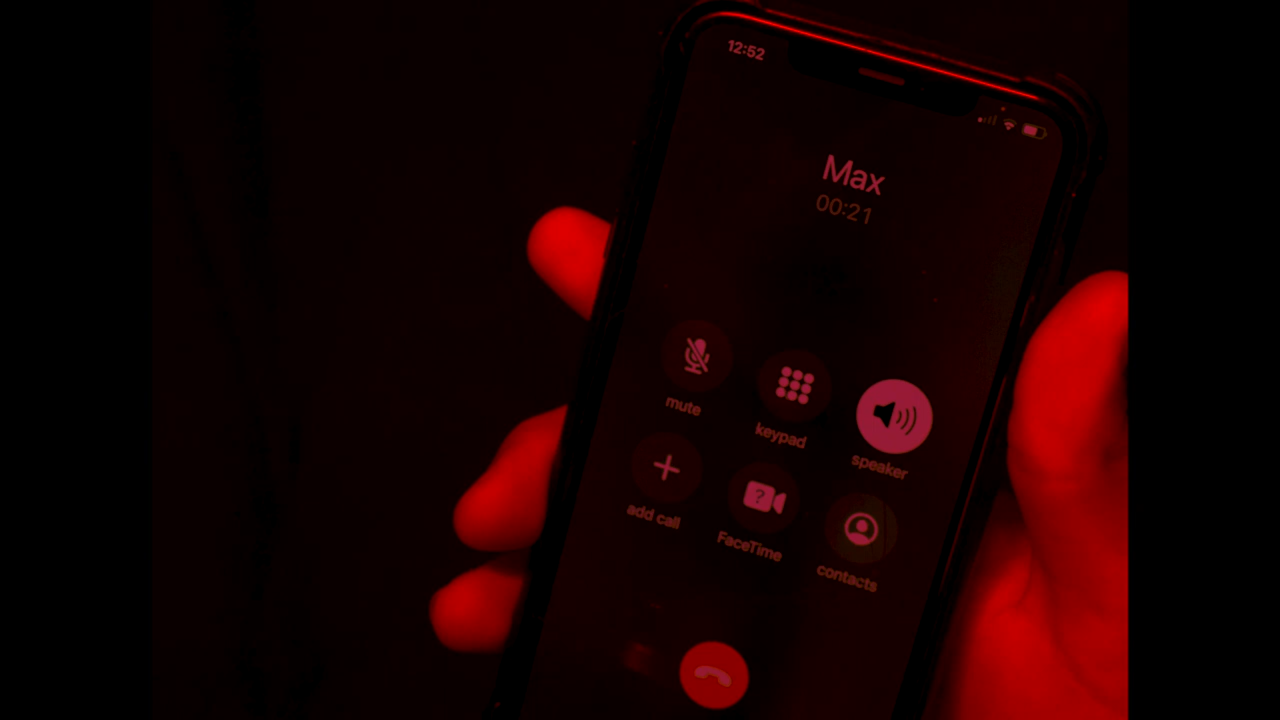 12:52
Max
00:21
mute
keypad
speaker
add call
?
FaceTime
contacts